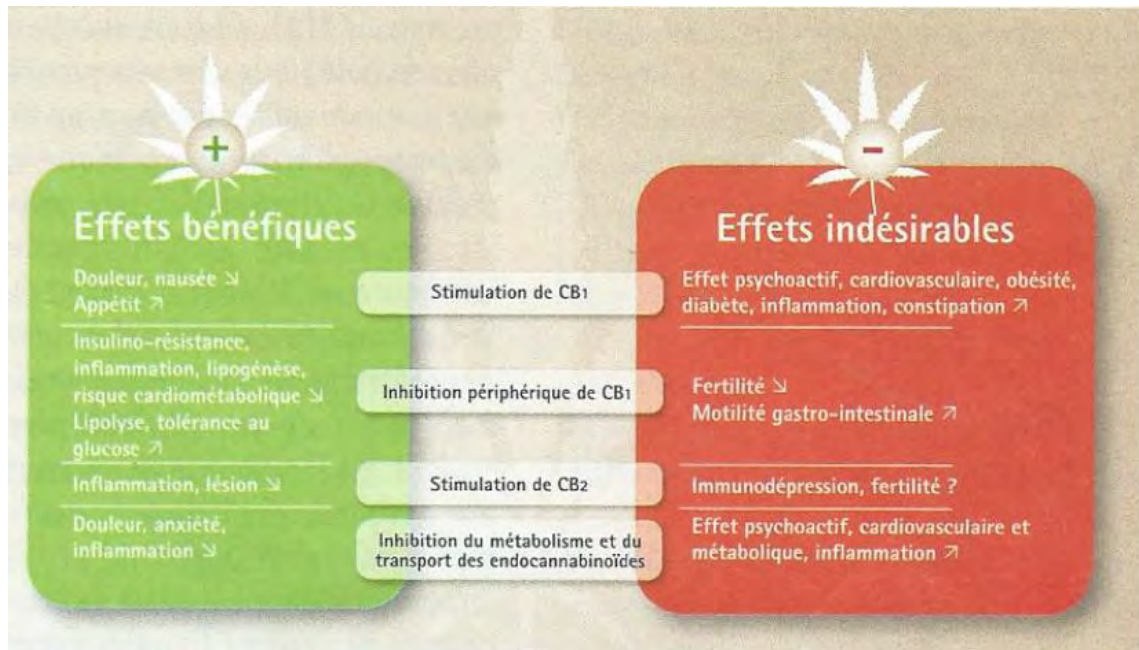 +
-
Effets bénéfiques
Effets indésirables
Douleur, nausée ↘
Appétit ↗
Stimulation de CB1
Effet psychoactif, cardiovasculaire, obésité,
diabète, inflammation, constipation ↗
Insulino-résistance,
inflammation, lipogénèse,
risque cardiométabolique ↘
Lipolyse, tolérance au
glucose ↗
Inhibition périphérique de CB1
Fertilité ↘
Motilité gastro-intestinale ↗
Inflammation, lésion ↘
Stimulation de CB2
Immunodépression, fertilité ?
Douleur, anxiété,
inflammation ↘
Inhibition du métabolisme et du
transport des endocannabinoïdes
Effet psychoactif, cardiovasculaire et
métabolique, inflammation ↗